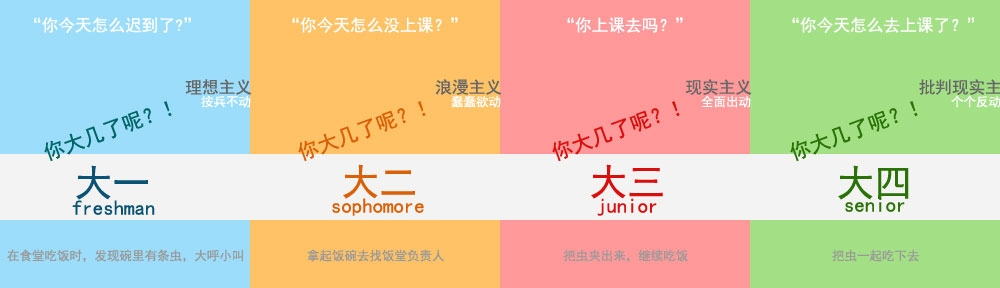 “你今天怎么迟到了?”
理想主义
按兵不动
你大几了呢？！
大一
freshman
在食堂吃饭时，发现碗里有条虫，大呼小叫
“你今天怎么没上课？”
浪漫主义
蠢蠢欲动
你大几了呢？！
大二
sophomore
拿起饭碗去找饭堂负责人
“你上课去吗？”
现实主义
全面出动
你大几了呢？！
大三
junior
把虫夹出来，继续吃饭
“你今天怎么去上课了？”
批判现实主
个个反动
你大几了呢？！
大四
senior
把虫一起吃下去